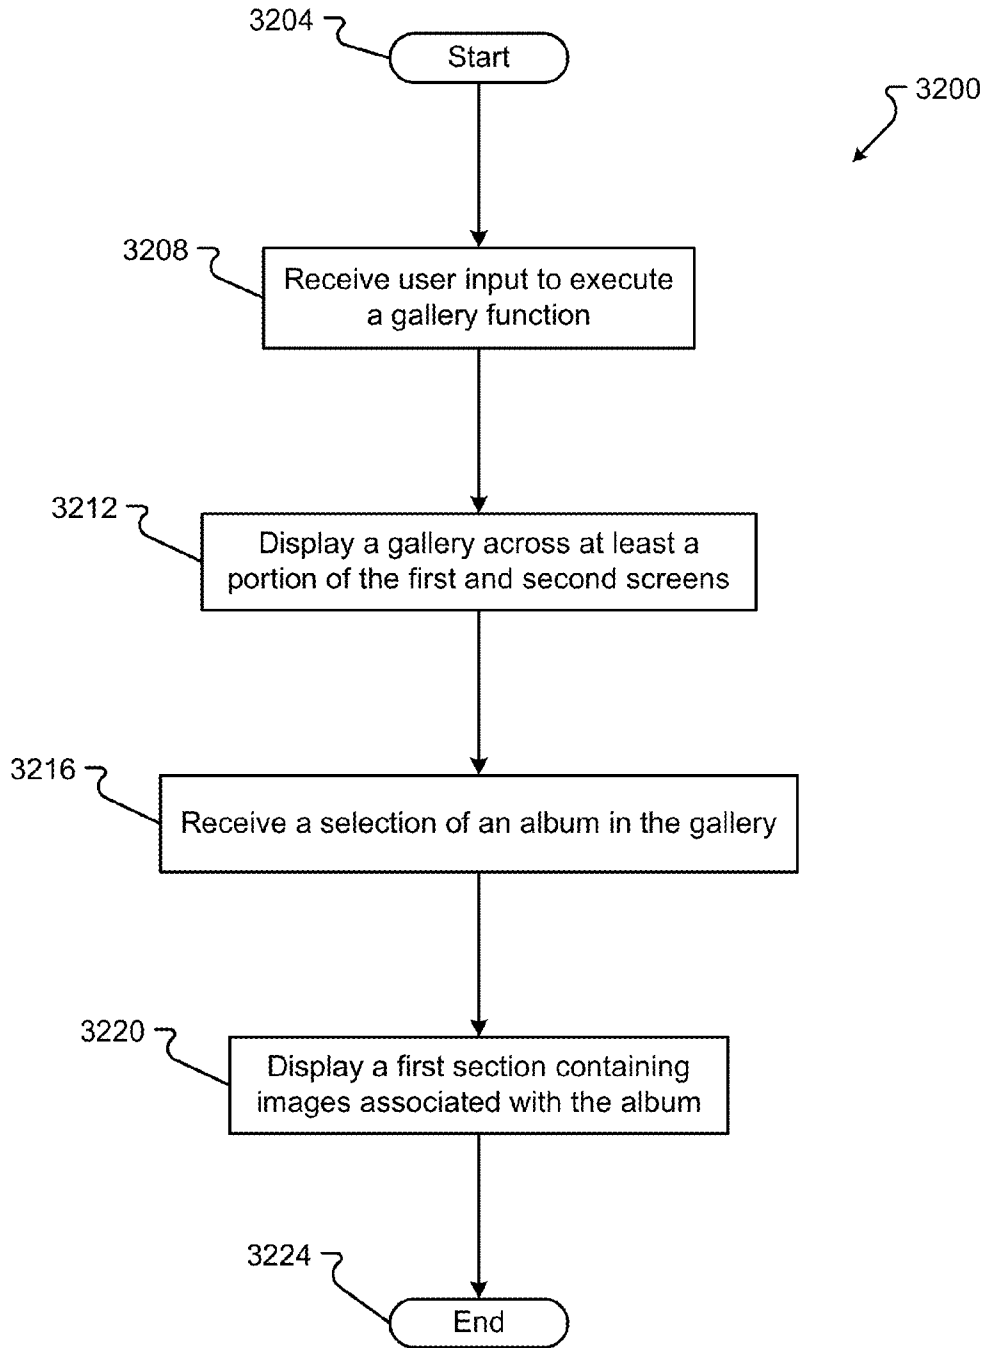 3204
Start
3200
3208
Receive user input to execute
a gallery function
3212
Display a gallery across at least a
portion of the first and second screens
3216
Receive a selection of an album in the gallery
3220
Display a first section containing
images associated with the album
3224
End